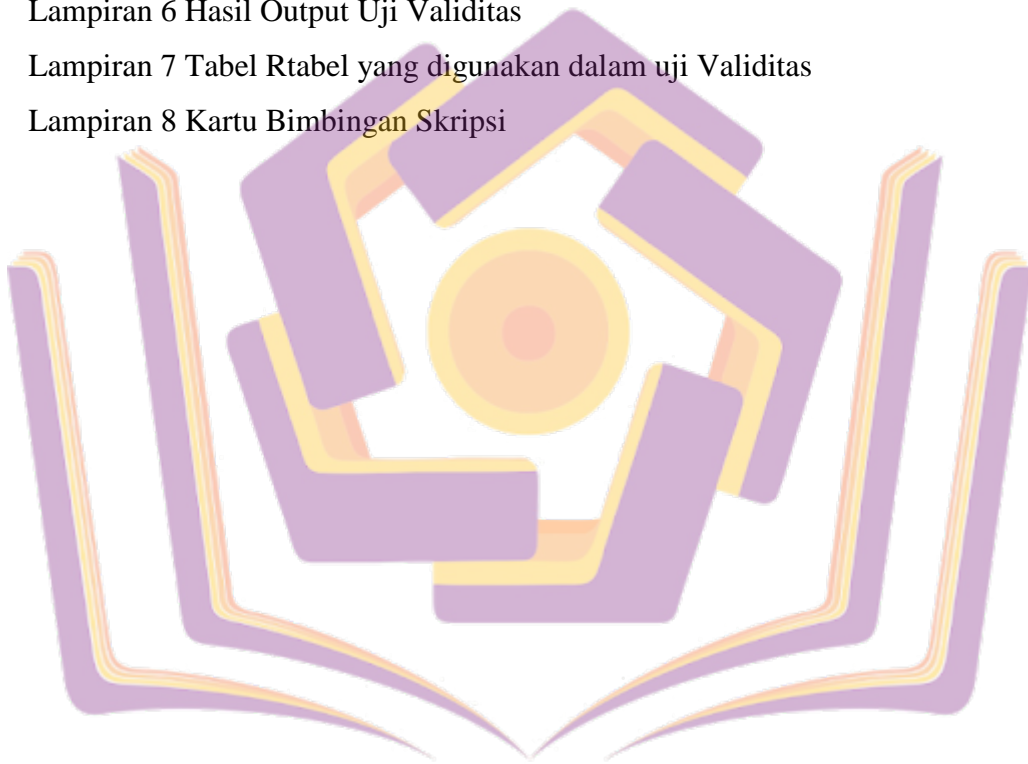 Lampiran 6 Hasil Output Uji Validitas
Lampiran 7 Tabel Rtabel yang digunakan dalam uji Validitas
Lampiran 8 Kartu Bimbingan Skripsi